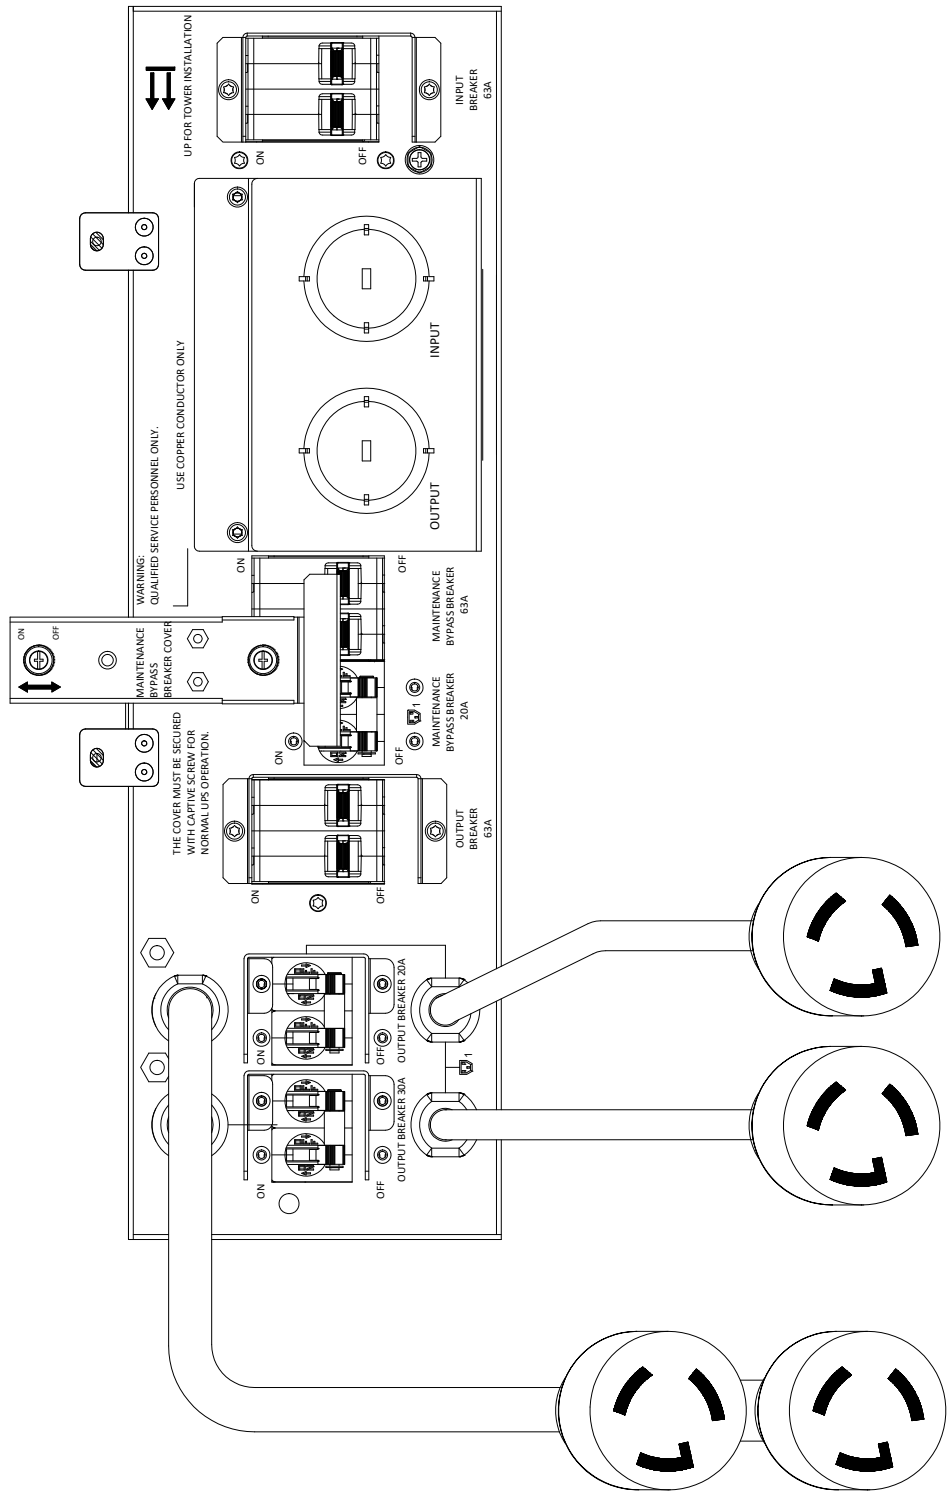 UP FOR TOWER INSTALLATION
INPUT
BREAKER
63A
ON
OFF
INPUT
OUTPUT
USE COPPER CONDUCTOR ONLY
WARNING:
QUALIFIED SERVICE PERSONNEL ONLY.
ON
OFF
MAINTENANCE
BYPASS BREAKER
63A
ON
OFF
MAINTENANCE
BYPASS
BREAKER COVER
MAINTENANCE
BYPASS BREAKER
20A
1
ON
OFF
THE COVER MUST BE SECURED
WITH CAPTIVE SCREW FOR
NORMAL UPS OPERATION.
OUTPUT
BREAKER
63A
ON
OFF
OUTPUT BREAKER 20A
ON
OFF
1
OUTPUT BREAKER 30A
ON
OFF